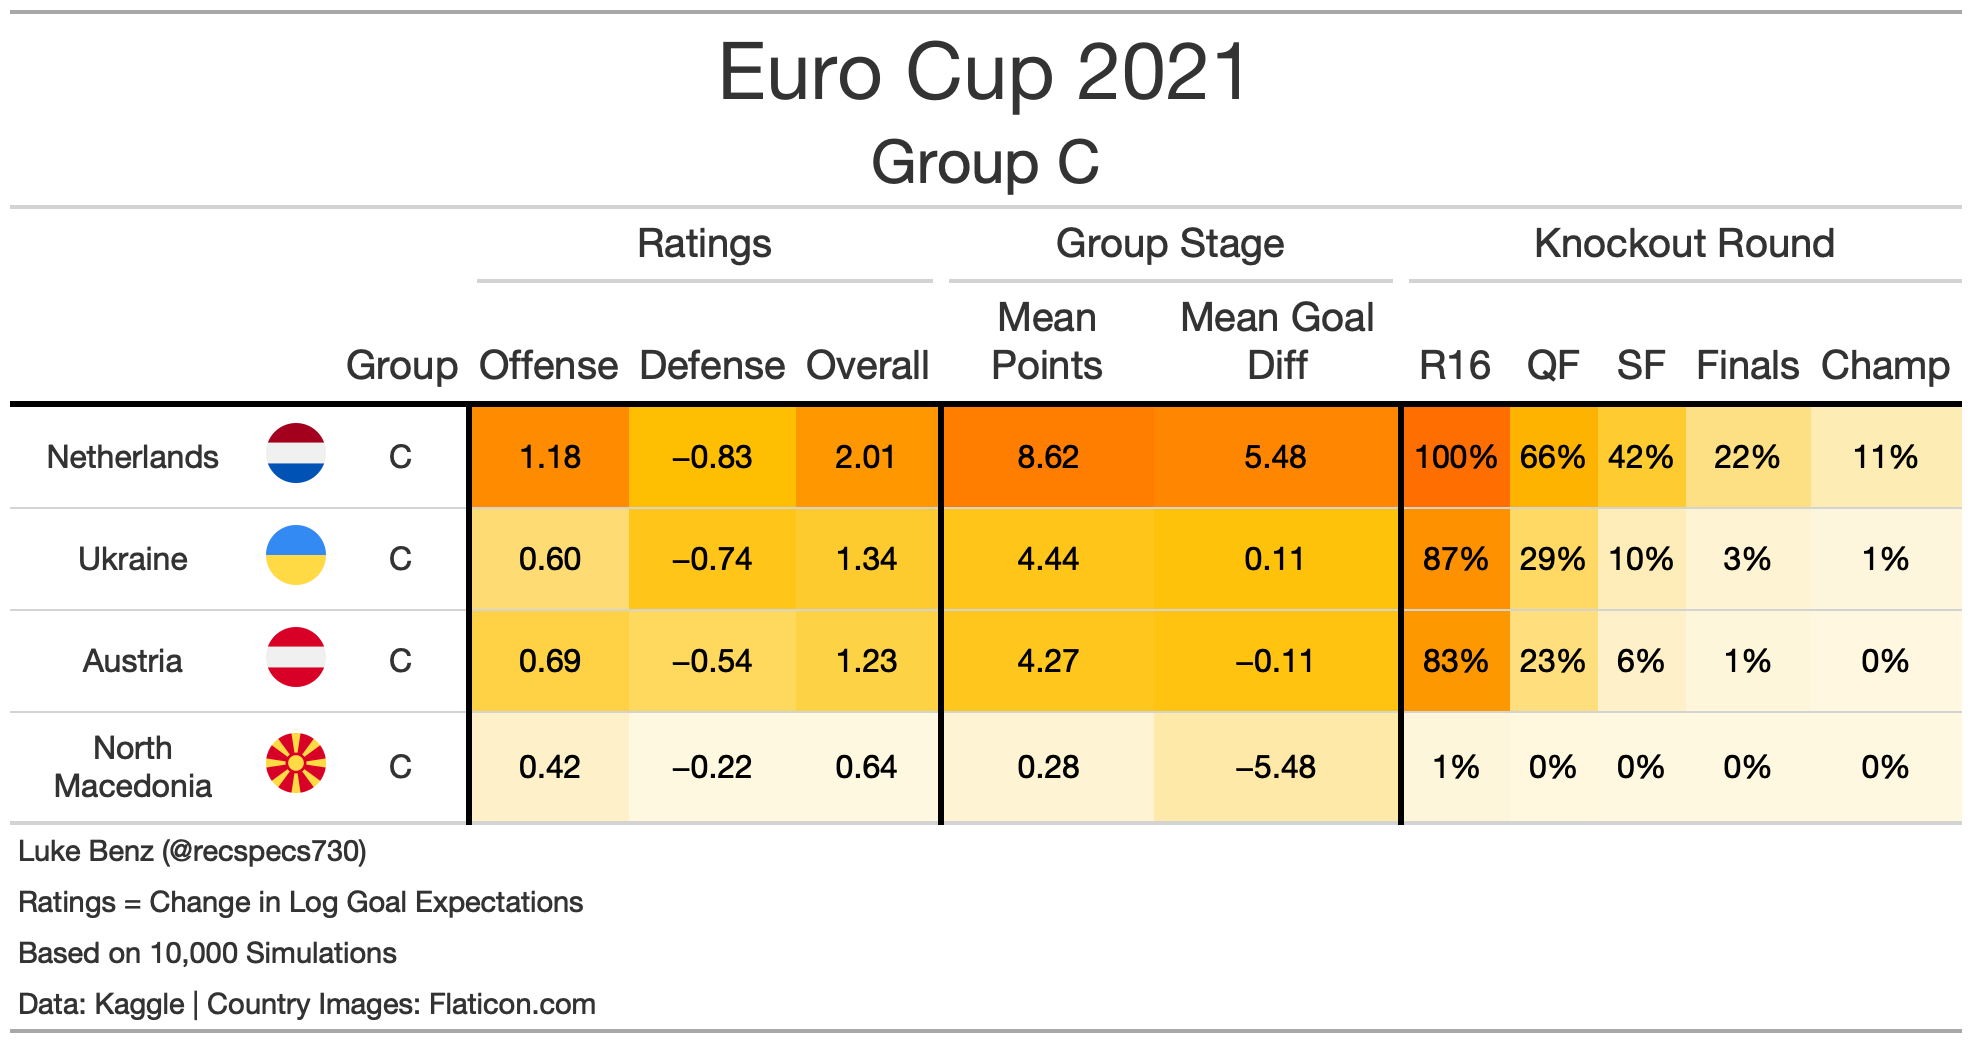 Euro Cup 2021
Group C
Ratings Group Stage Knockout Round
Group Offense Defense Overall Mean Points Mean Goal Diff R16 QF SF Finals Champ
Netherlands C 1.18 −0.83 2.01 8.62 5.48 100% 66% 42% 22% 11%
Ukraine C 0.60 −0.74 1.34 4.44 0.11 87% 29% 10% 3% 1%
Austria C 0.69 −0.54 1.23 4.27 −0.11 83% 23% 6% 1% 0%
North Macedonia C 0.42 −0.22 0.64 0.28 −5.48 1% 0% 0% 0% 0%
Luke Benz (@recspecs730)
Ratings = Change in Log Goal Expectations
Based on 10,000 Simulations
Data: Kaggle | Country Images: Flaticon.com